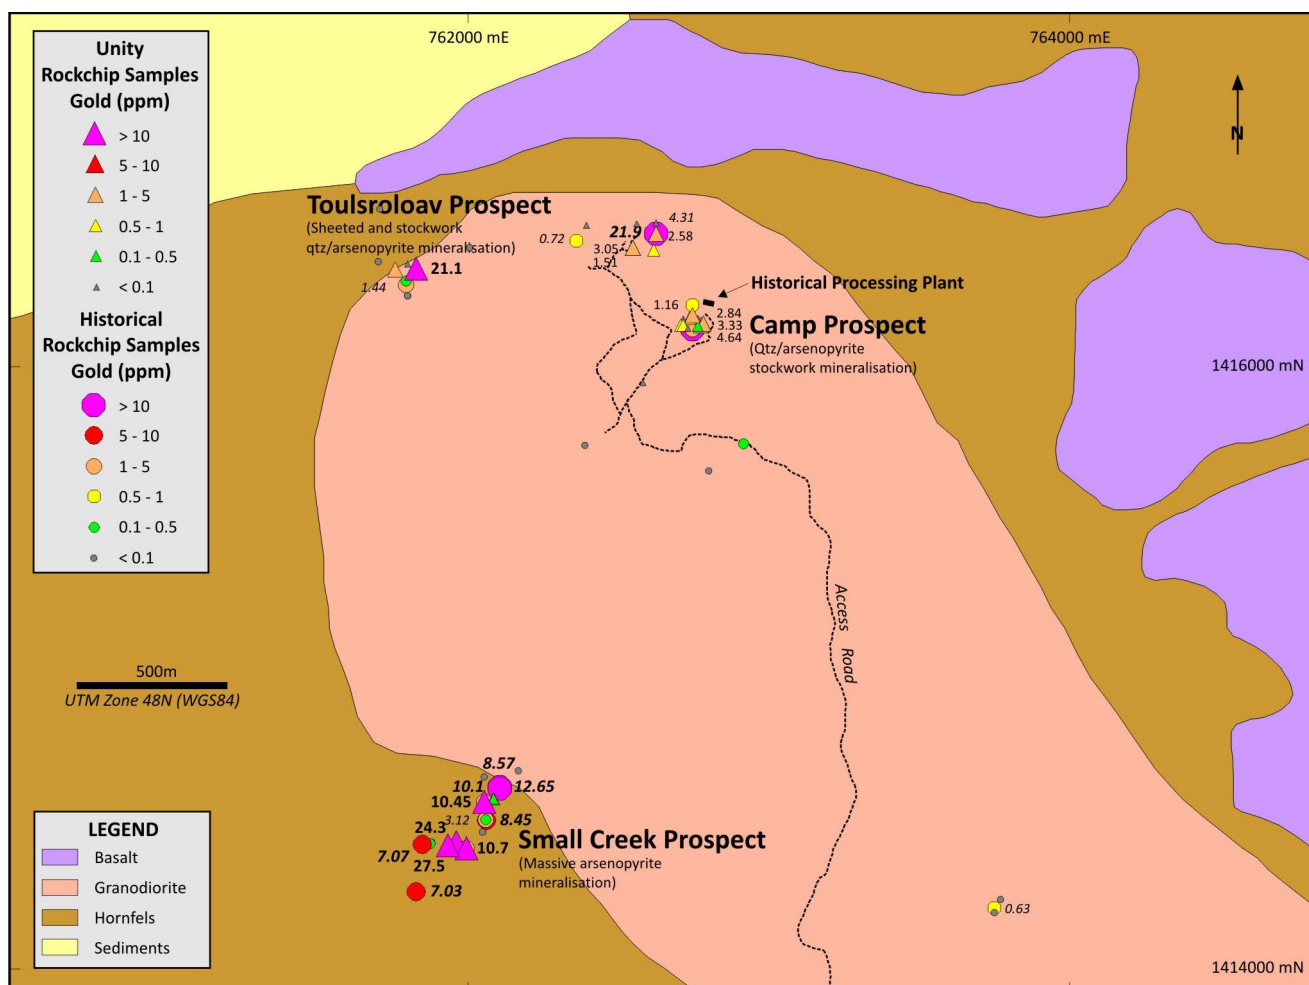 762000 mE
764000 mE
Unity
Rockchip Samples
Gold (ppm)
> 10
5 - 10
1 - 5
0.5 - 1
0.1 - 0.5
< 0.1
Historical
Rockchip Samples
Gold (ppm)
> 10
5 - 10
1 - 5
0.5 - 1
0.1 - 0.5
< 0.1
N
Toulsroloav Prospect
(Sheeted and stockwork
qtz/arsenopyrite mineralisation)
21.1
1.44
0.72
21.9
4.31
2.58
3.05
1.51
Historical Processing Plant
1.16
2.84
3.33
4.64
Camp Prospect
(Qtz/arsenopyrite
stockwork mineralisation)
1416000 mN
Access Road
500m
UTM Zone 48N (WGS84)
8.57
10.1
12.65
10.45
3.12
8.45
24.3
7.07
27.5
10.7
7.03
Small Creek Prospect
(Massive arsenopyrite
mineralisation)
0.63
1414000 mN
LEGEND
Basalt
Granodiorite
Hornfels
Sediments